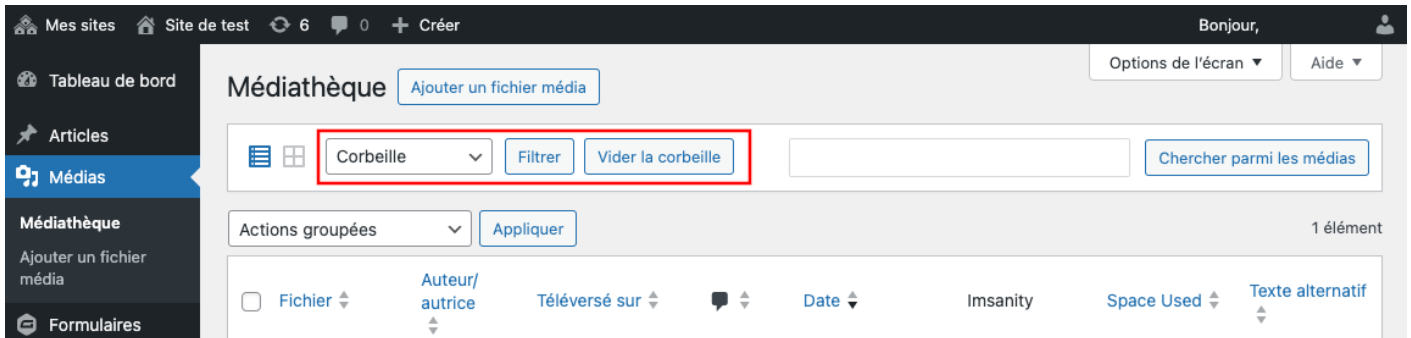 Mes sites Site de test 6 0 + Créer Bonjour,
Options de l'écran ▼ Aide ▼
Tableau de bord
Médiathèque Ajouter un fichier média
Articles
Corbeille Filtrer Vider la corbeille Chercher parmi les médias
Médias
Médiathèque
Actions groupées Appliquer 1 élément
Ajouter un fichier
média
Fichier Auteur/
autrice Téléversé sur Date Imsanity Space Used Texte alternatif
Formulaires